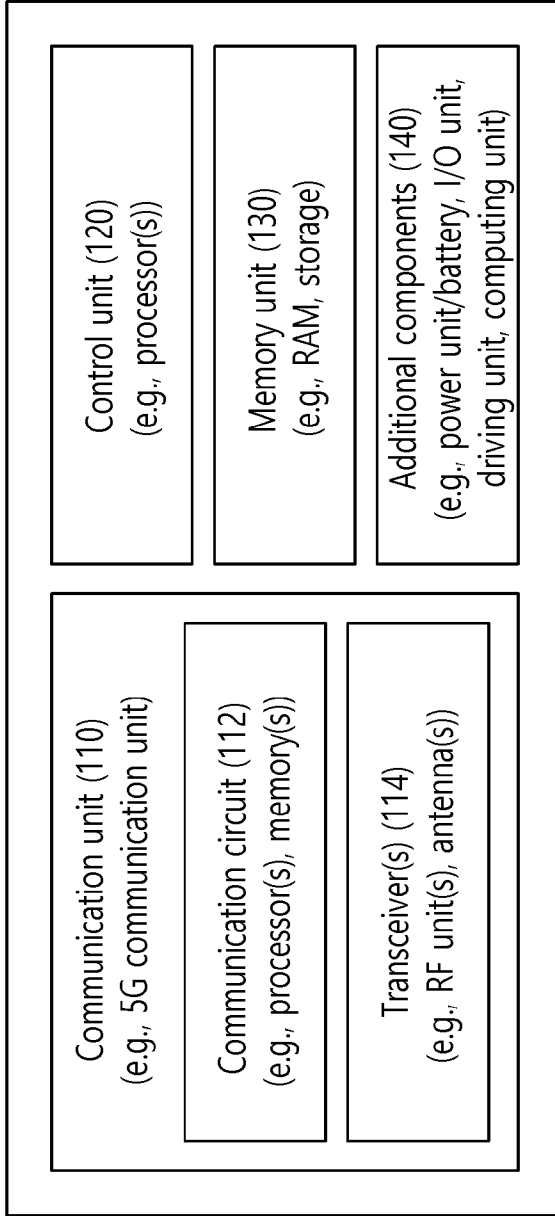 Communication unit (110)
(e.g., 5G communication unit)
Communication circuit (112)
(e.g., processor(s), memory(s))
Transceiver(s) (114)
(e.g., RF unit(s), antenna(s))
Control unit (120)
(e.g., processor(s))
Memory unit (130)
(e.g., RAM, storage)
Additional components (140)
(e.g., power unit/battery, I/O unit,
driving unit, computing unit)